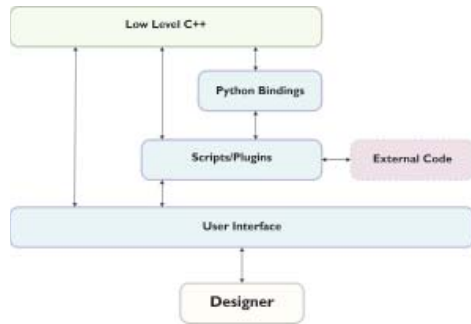 Low Level C++
Python Bindings
Scripts/Plugins
External Code
User Interface
Designer